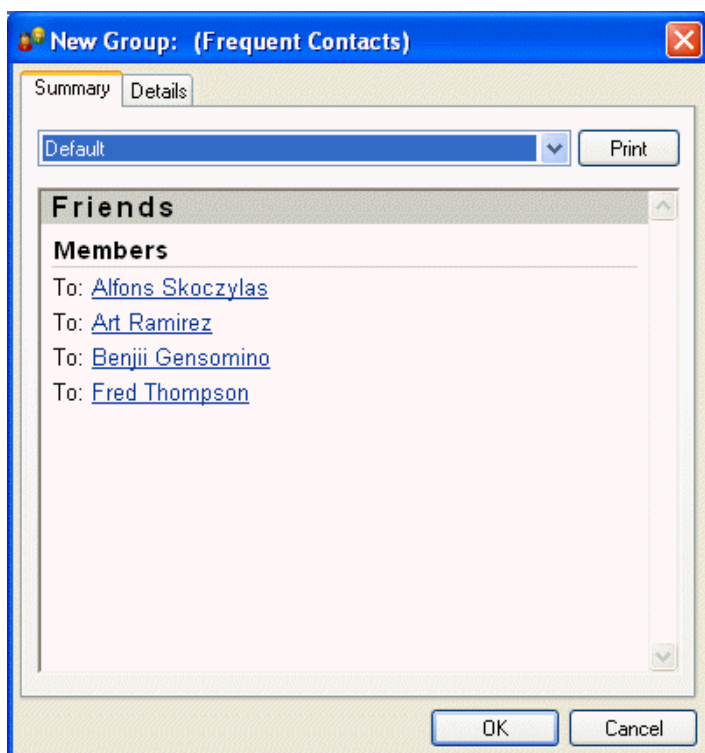 New Group: (Frequent Contacts)
Summary Details
Default Print
Friends
Members
To: Alfons Skoczylas
To: Art Ramirez
To: Benjii Gensomino
To: Fred Thompson
OK Cancel